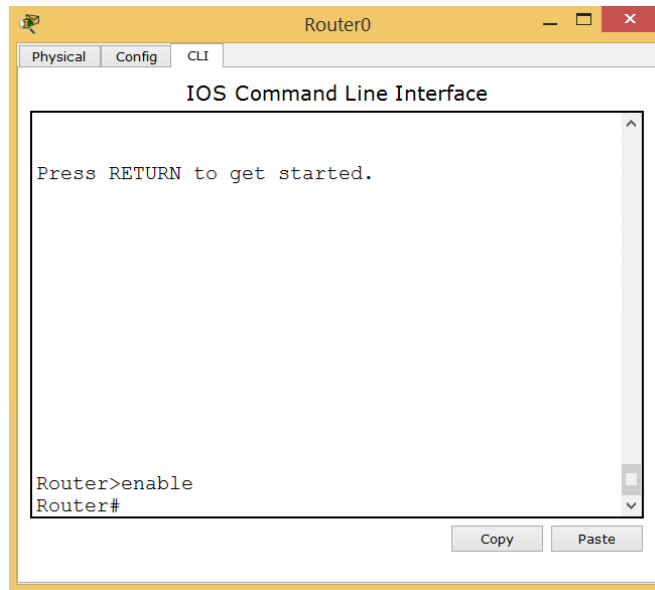 Router0
Physical Config CLI
IOS Command Line Interface
Press RETURN to get started.
Router>enable
Router#
Copy Paste